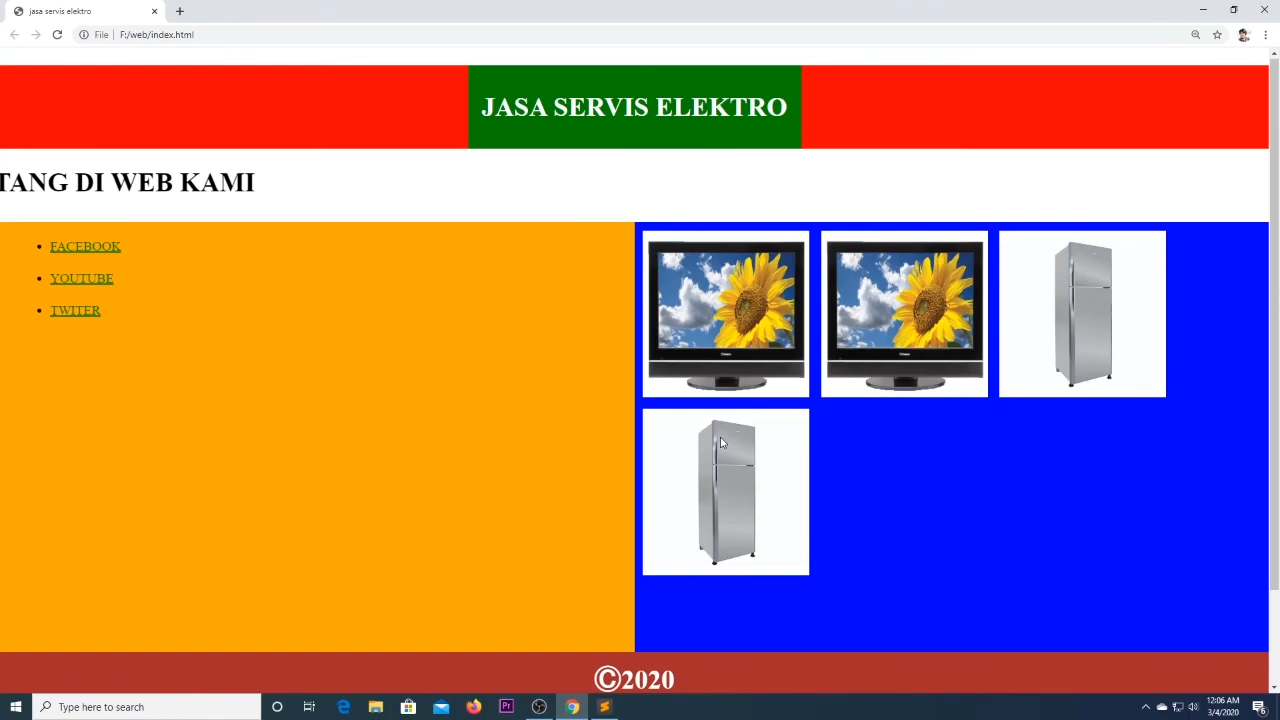 jasa servis elektro
File
F:/web/index.html
JASA SERVIS ELEKTRO
TANG DI WEB KAMI
FACEBOOK
YOUTUBE
TWITER
©2020
Type here to search
12:06 AM
3/4/2020
6